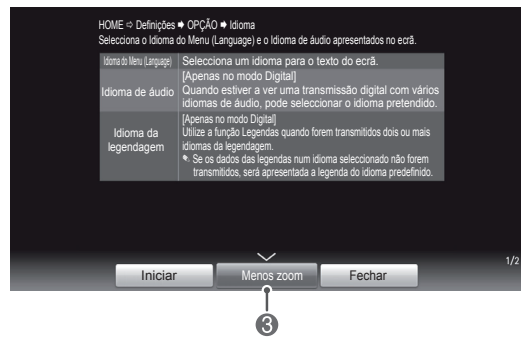 HOME ⇨ Definições ➧ OPÇÃO ➧ Idioma
Selecciona o Idioma do Menu (Language) e o Idioma de áudio apresentados no ecrã.
Idioma do Menu (Language)
Selecciona um idioma para o texto do ecrã.
Idioma de áudio
[Apenas no modo Digital]
Quando estiver a ver uma transmissão digital com vários
idiomas de áudio, pode seleccionar o idioma pretendido.
Idioma da
legendagem
[Apenas no modo Digital]
Utilize a função Legendas quando forem transmitidos dois ou mais
idiomas da legendagem.
✎ Se os dados das legendas num idioma seleccionado não forem
transmitidos, será apresentada a legenda do idioma predefinido.
1/2
Iniciar
Menos zoom
Fechar
3